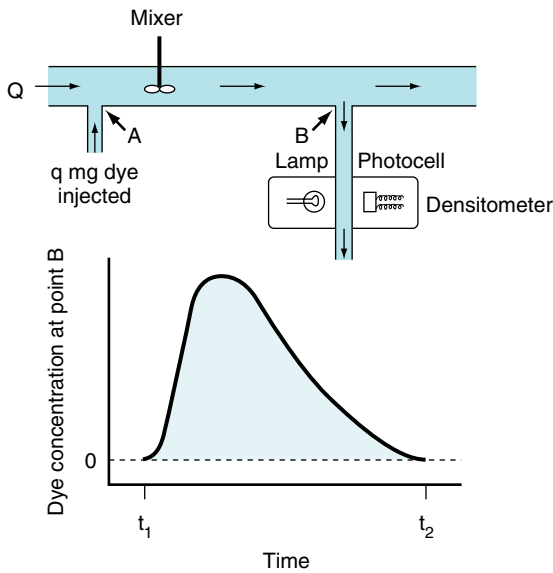 Mixer
Q
A
B
q mg dye
injected
Lamp
Photocell
Densitometer
Dye concentration at point B
0
t₁
t₂
Time